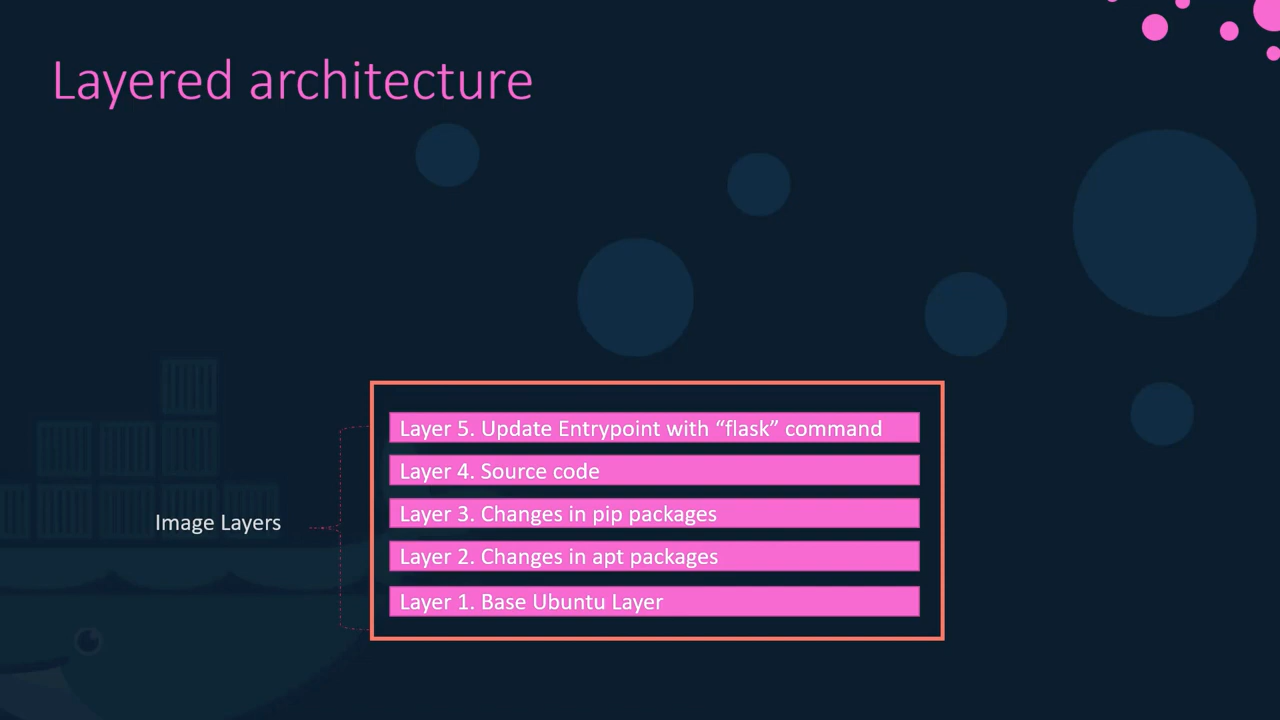 Layered architecture
Layer 5. Update Entrypoint with “flask” command
Layer 4. Source code
Layer 3. Changes in pip packages
Image Layers
Layer 2. Changes in apt packages
Layer 1. Base Ubuntu Layer